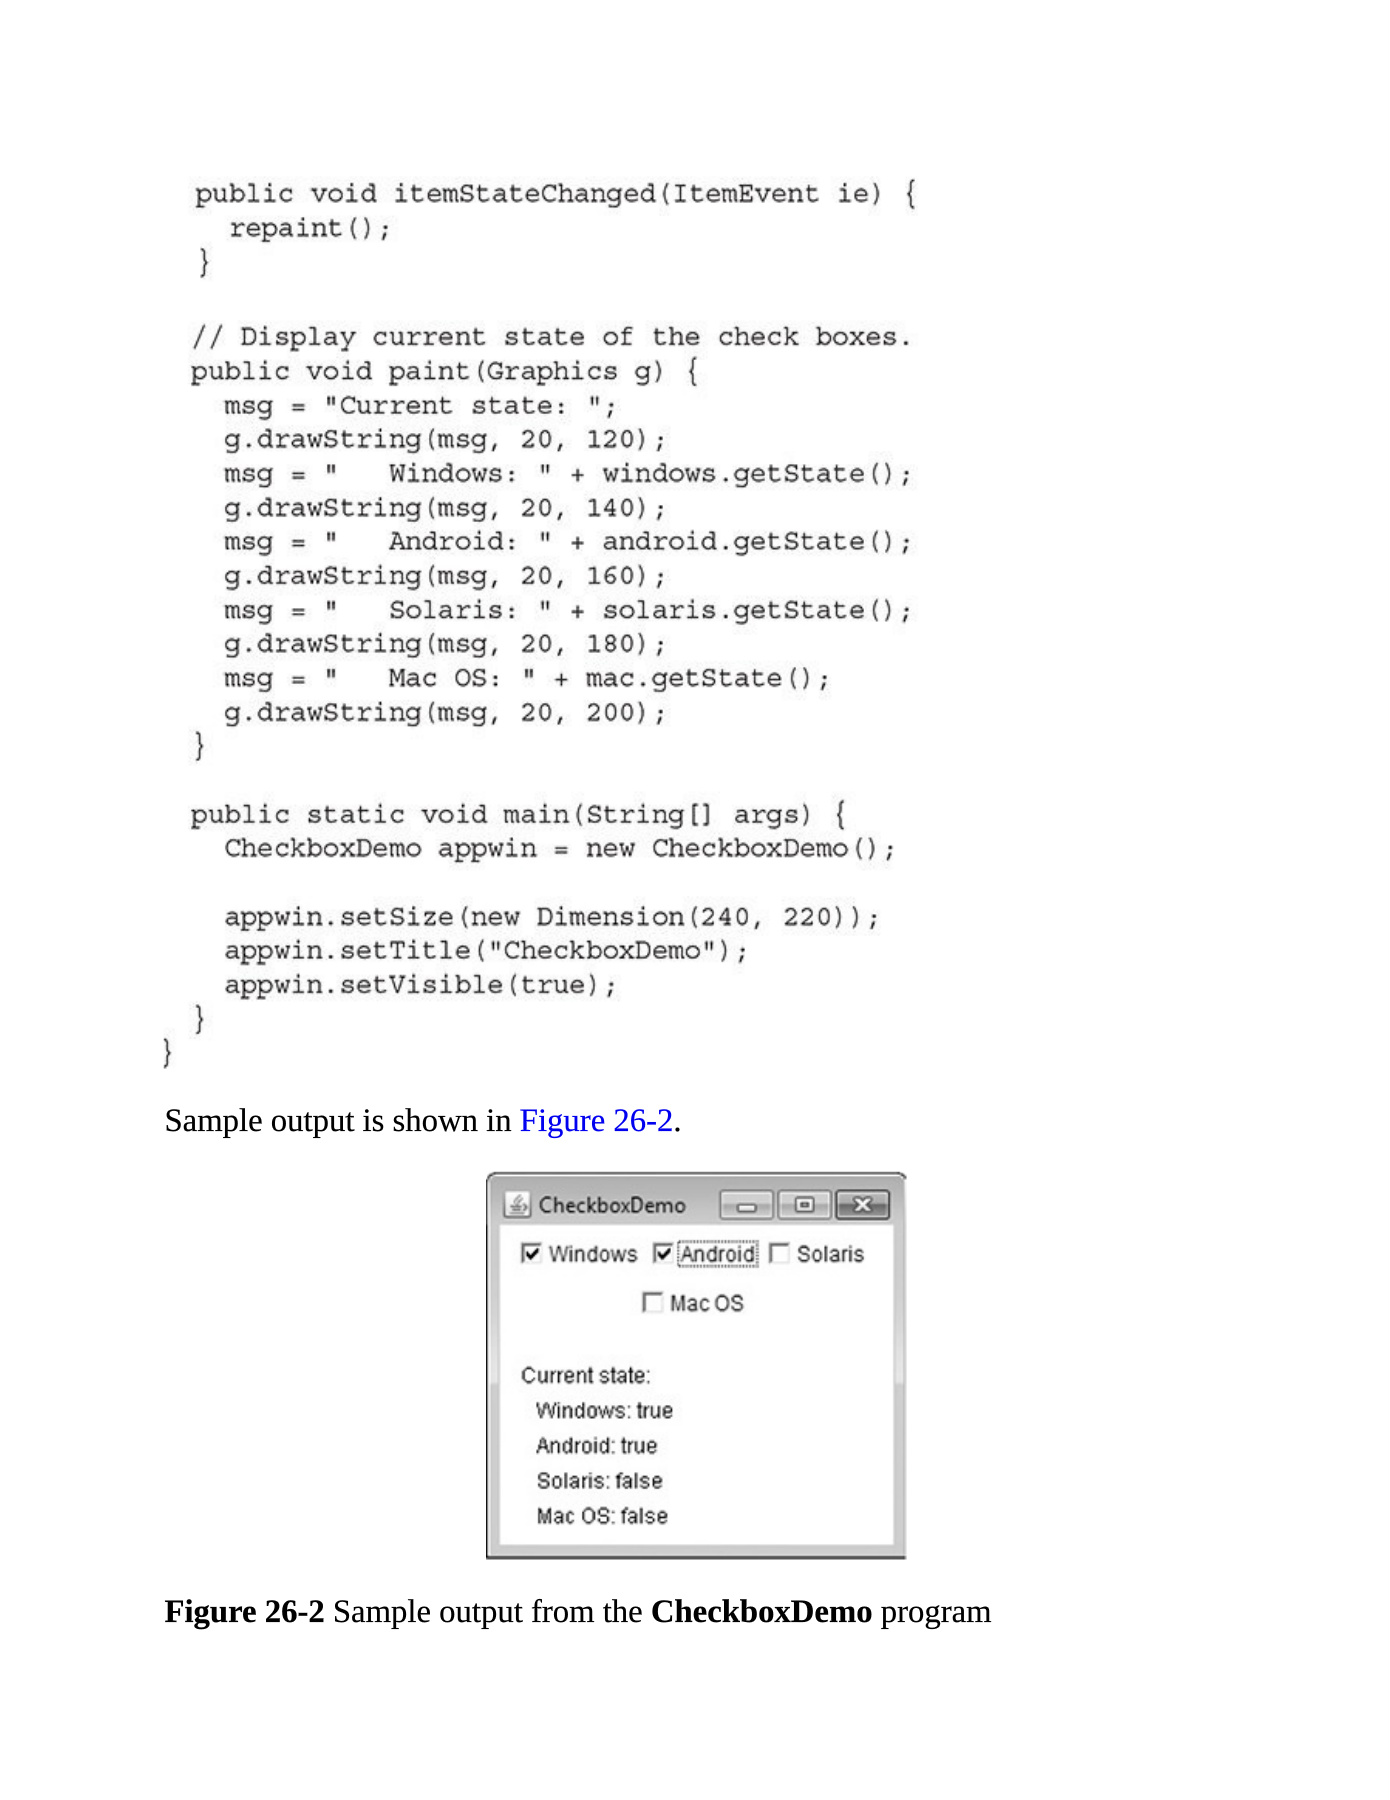 public void itemStateChanged(ItemEvent ie) {
  repaint();
}
// Display current state of the check boxes.
public void paint(Graphics g) {
  msg = "Current state: ";
  g.drawString(msg, 20, 120);
  msg = "   Windows: " + windows.getState();
  g.drawString(msg, 20, 140);
  msg = "   Android: " + android.getState();
  g.drawString(msg, 20, 160);
  msg = "   Solaris: " + solaris.getState();
  g.drawString(msg, 20, 180);
  msg = "   Mac OS: " + mac.getState();
  g.drawString(msg, 20, 200);
}
public static void main(String[] args) {
  CheckboxDemo appwin = new CheckboxDemo();
  appwin.setSize(new Dimension(240, 220));
  appwin.setTitle("CheckboxDemo");
  appwin.setVisible(true);
}
}
Sample output is shown in Figure 26-2.
CheckboxDemo
Windows Android Solaris
Mac OS
Current state:
Windows: true
Android: true
Solaris: false
Mac OS: false
Figure 26-2 Sample output from the CheckboxDemo program